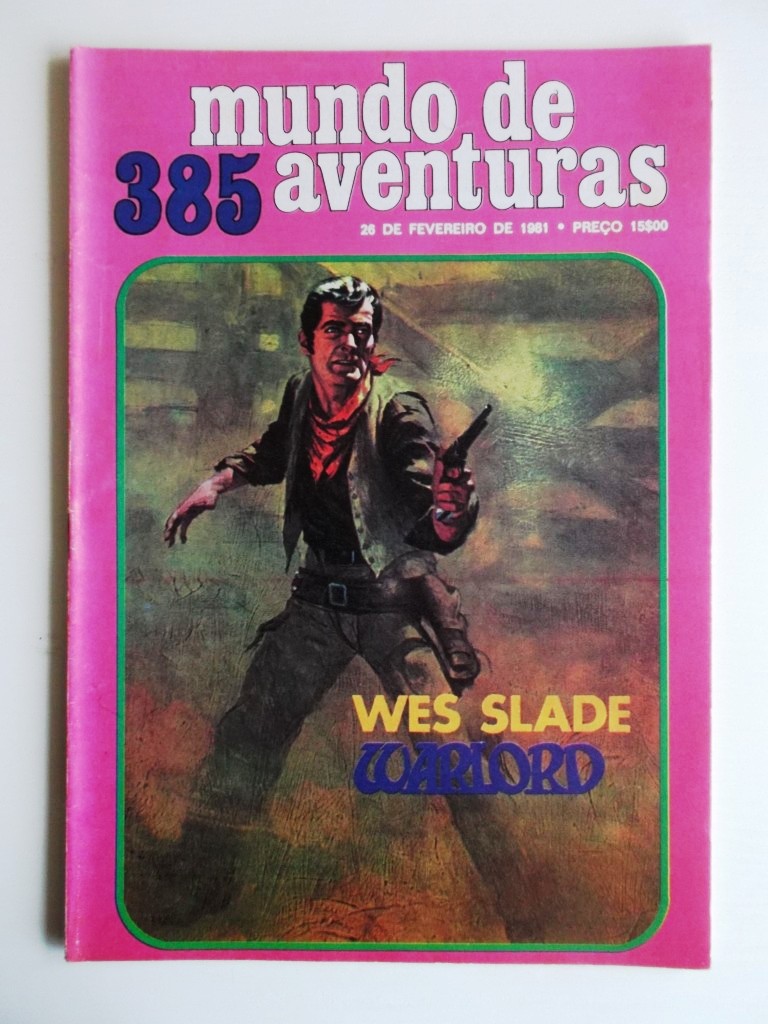 mundo de
385 aventuras
26 DE FEVEREIRO DE 1981 • PREÇO 15$00
WES SLADE
WARLORD